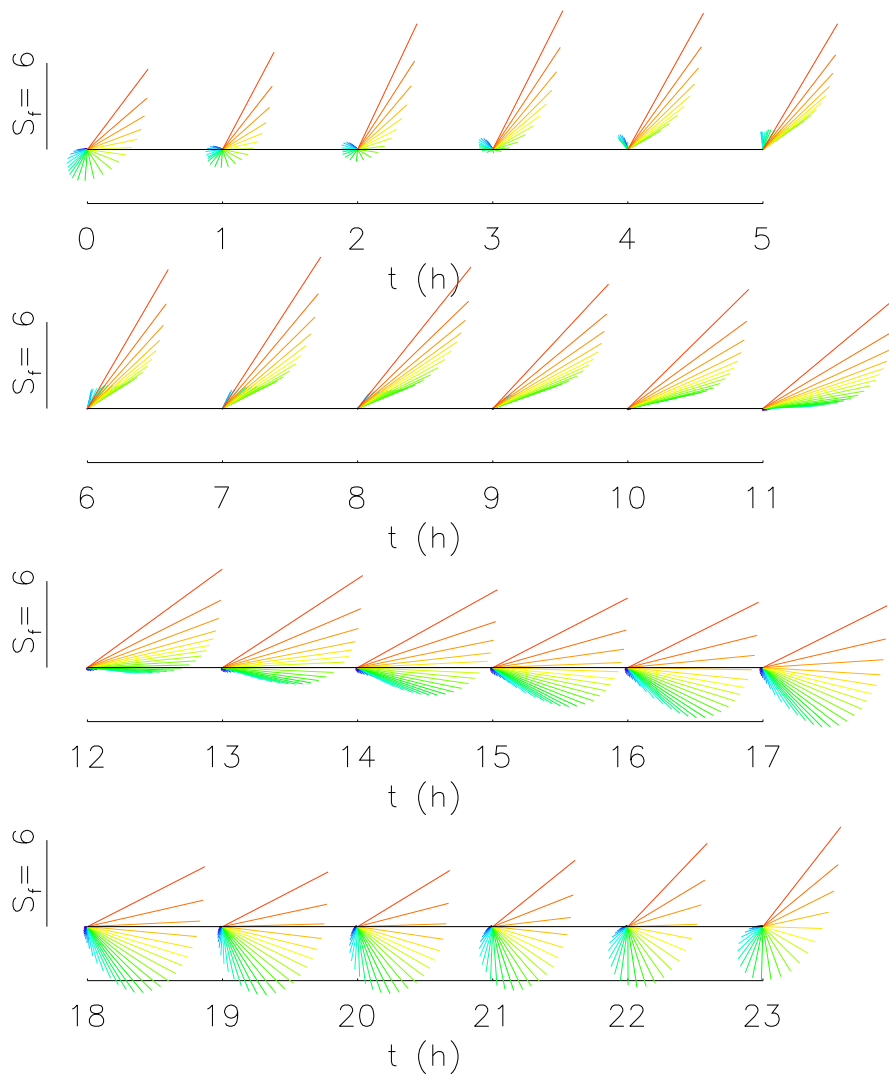 S_f= 6
0 1 2 3 4 5
t (h)
S_f= 6
6 7 8 9 10 11
t (h)
S_f= 6
12 13 14 15 16 17
t (h)
S_f= 6
18 19 20 21 22 23
t (h)